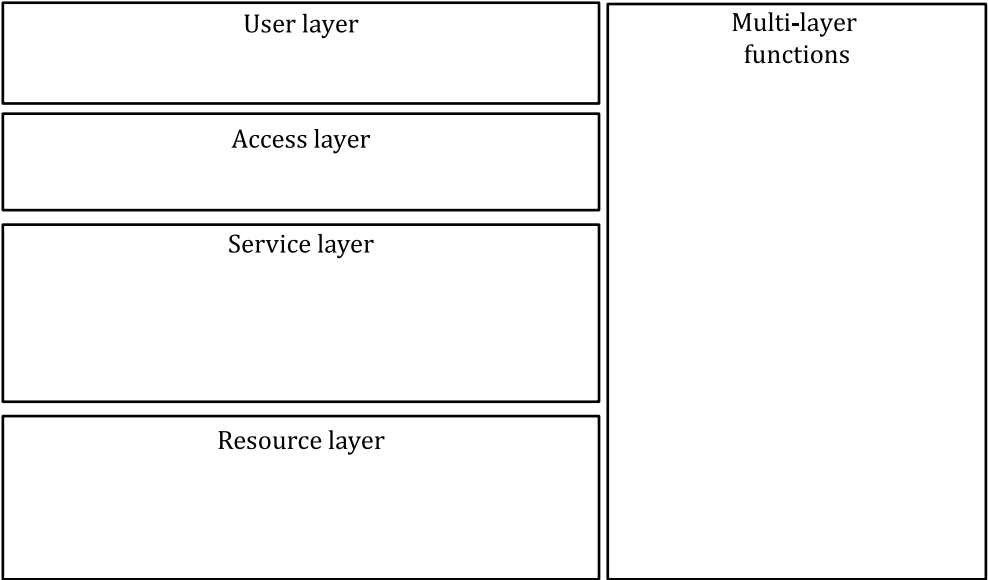 User layer
Access layer
Service layer
Resource layer
Multi-layer
functions